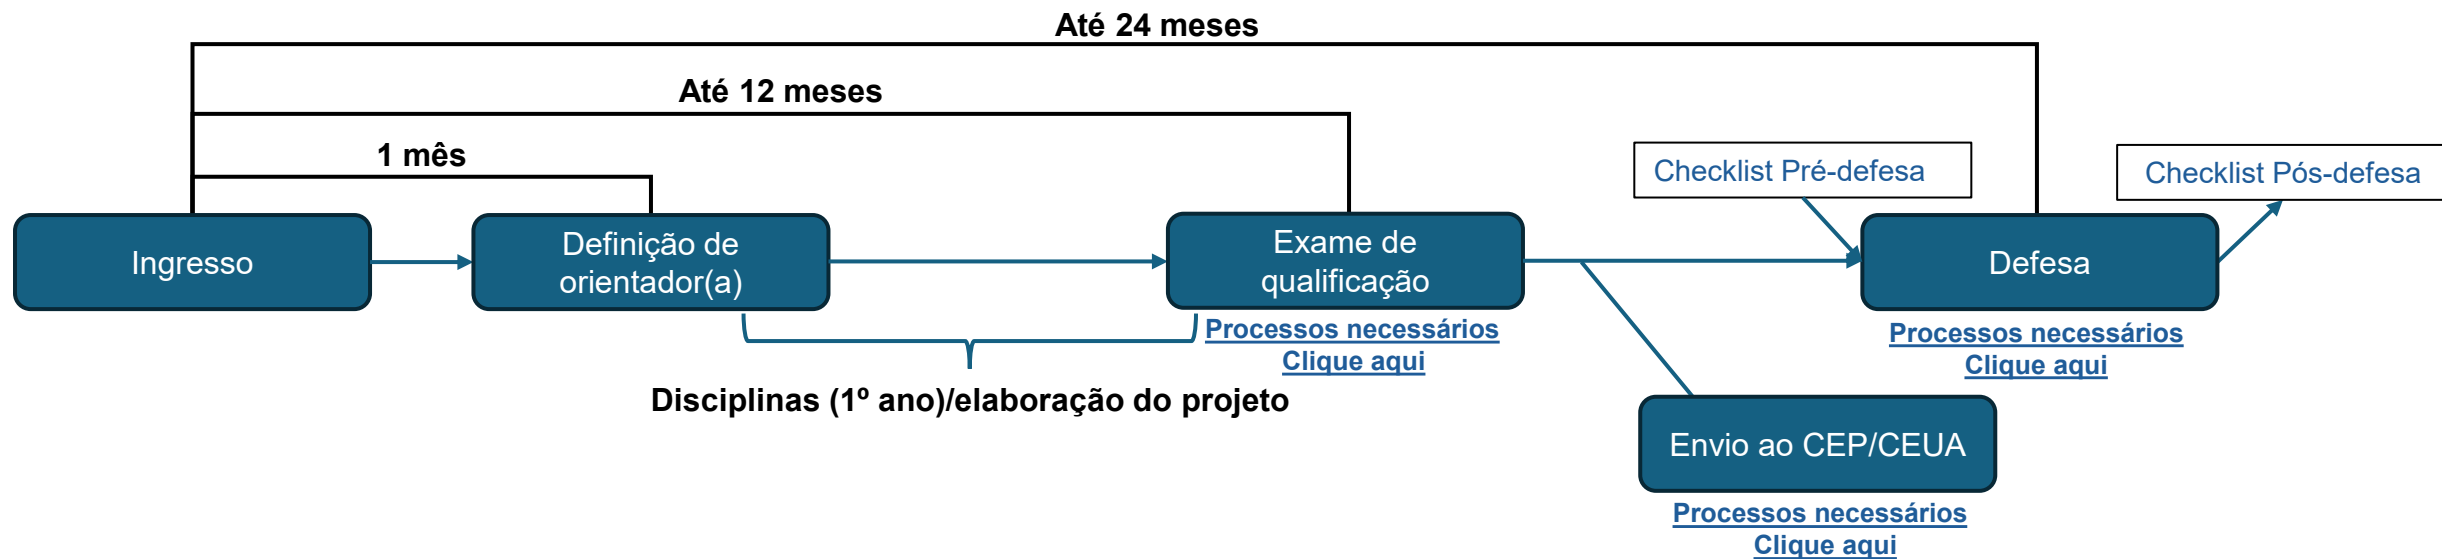 Até 24 meses
Até 12 meses
1 mês
Checklist Pré-defesa
Checklist Pós-defesa
Ingresso
Definição de
orientador(a)
Exame de
qualificação
Defesa
Processos necessários
Clique aqui
Processos necessários
Clique aqui
Disciplinas (1º ano)/elaboração do projeto
Envio ao CEP/CEUA
Processos necessários
Clique aqui